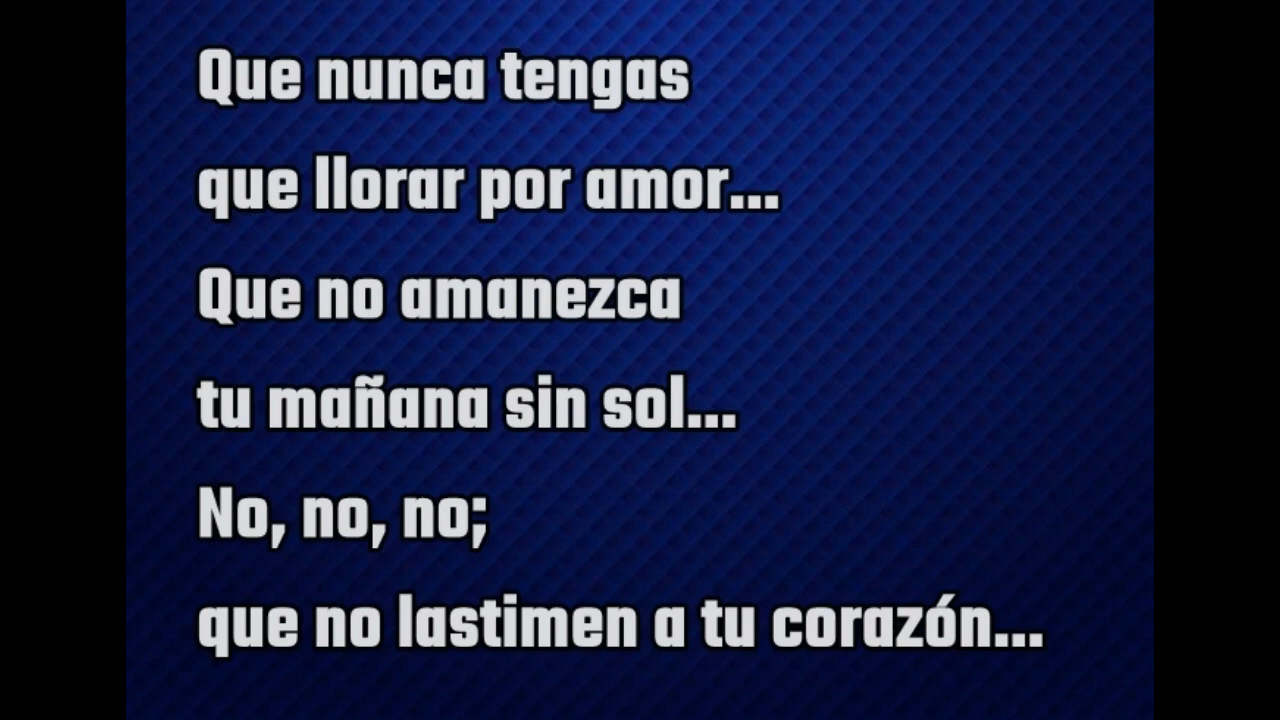 Que nunca tengas
que llorar por amor...
Que no amanezca
tu mañana sin sol...
No, no, no;
que no lastimen a tu corazón...